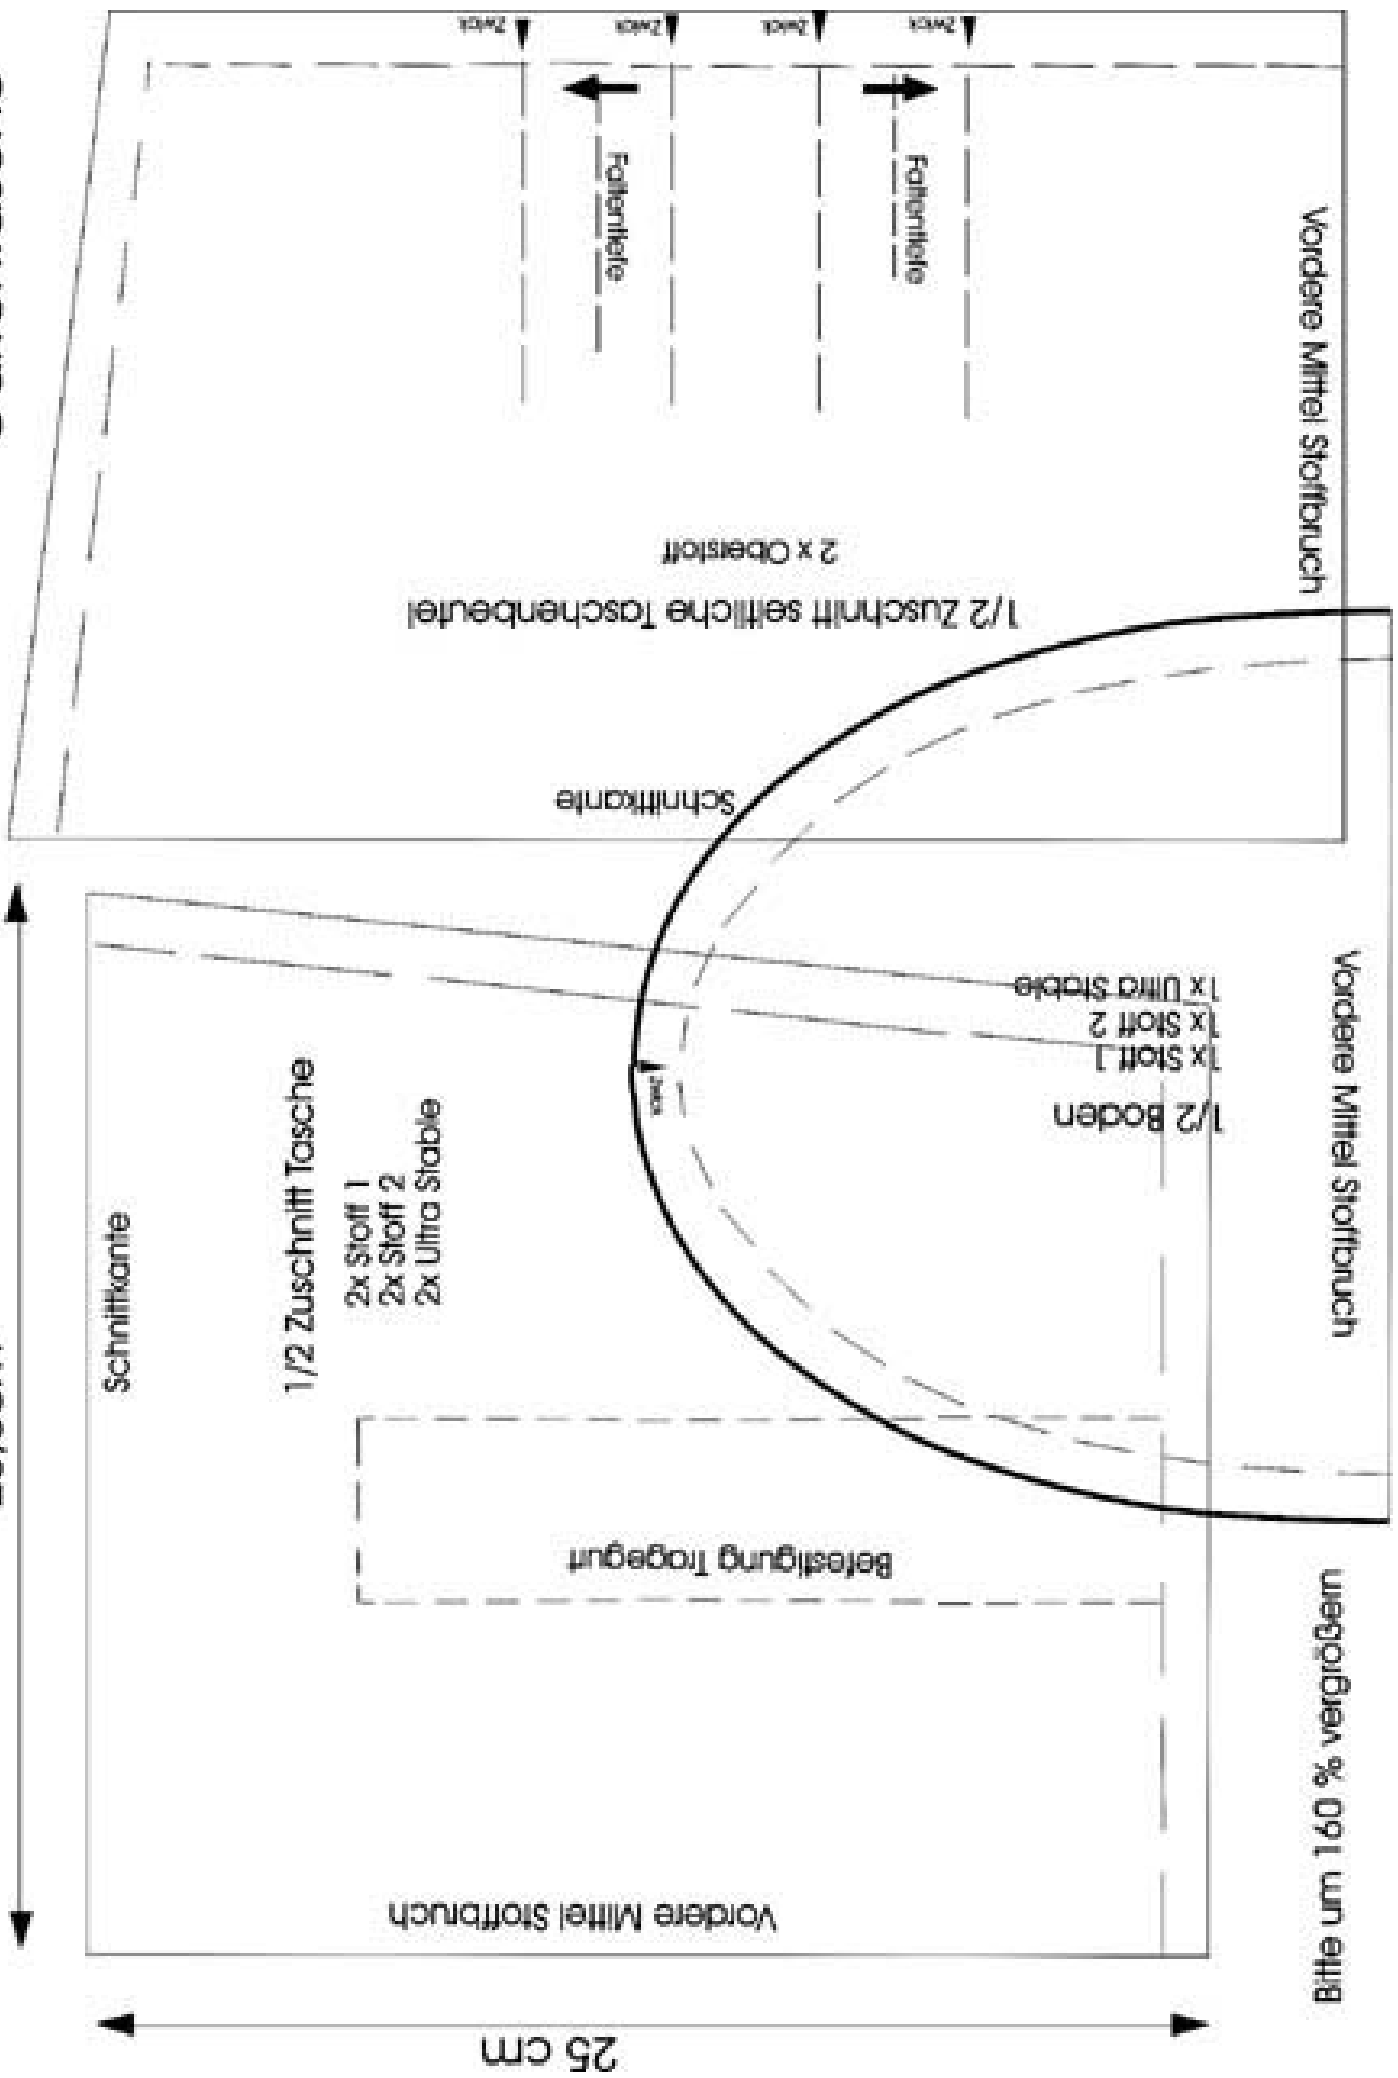 Zwick
Zwick
Zwick
Zwick
Faltentiefe
Faltentiefe
Vordere Mittel Stoffbruch
2 x Oberstoff
1/2 Zuschnitt seitliche Taschenbeutel
Schnittkante
Schnittkante
1/2 Zuschnitt Tasche
2x Stoff 1
2x Stoff 2
2x Ultra Stable
Zwick
1/2 Boden
1x Stoff 1
1x Stoff 2
1x Ultra Stable
Vordere Mittel Stoffbruch
Befestigung Tragegurt
Vordere Mittel Stoffbruch
Bitte um 160 % vergrößern
25 cm